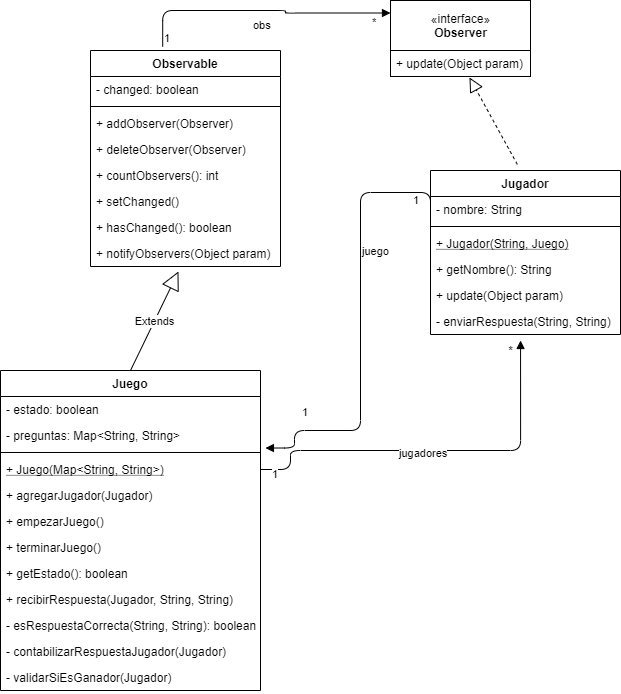 obs
1
*
«interface»
Observer
+ update(Object param)
Observable
- changed: boolean
+ addObserver(Observer)
+ deleteObserver(Observer)
+ countObservers(): int
+ setChanged()
+ hasChanged(): boolean
+ notifyObservers(Object param)
Jugador
- nombre: String
+ Jugador(String, Juego)
+ getNombre(): String
+ update(Object param)
- enviarRespuesta(String, String)
1
juego
1
Extends
*
jugadores
1
Juego
- estado: boolean
- preguntas: Map<String, String>
+ Juego(Map<String, String>)
+ agregarJugador(Jugador)
+ empezarJuego()
+ terminarJuego()
+ getEstado(): boolean
+ recibirRespuesta(Jugador, String, String)
- esRespuestaCorrecta(String, String): boolean
- contabilizarRespuestaJugador(Jugador)
- validarSiEsGanador(Jugador)